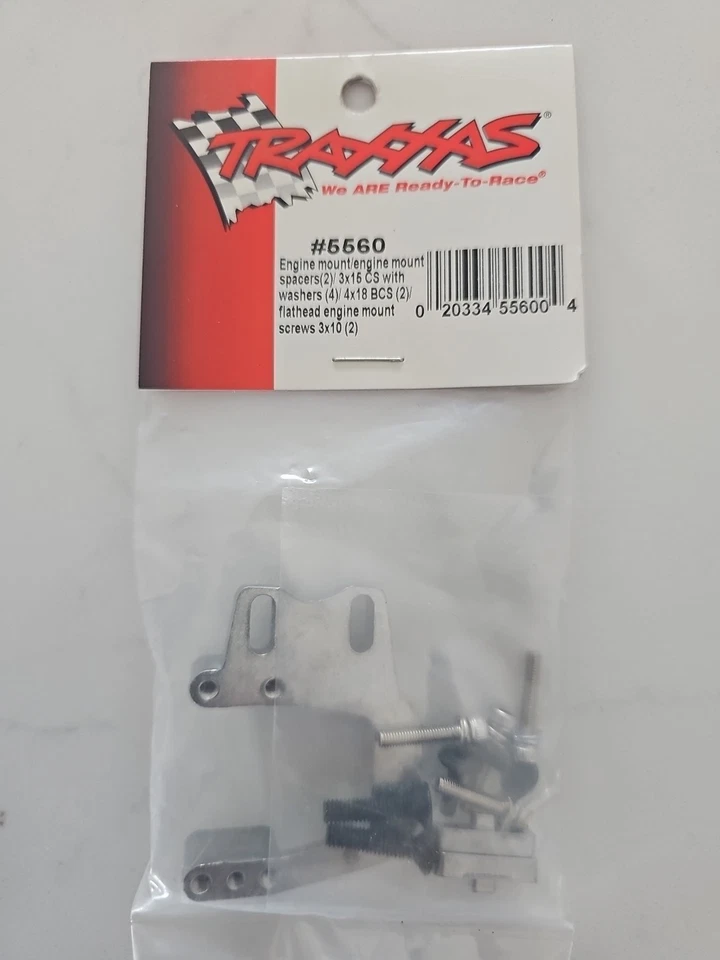 TRAXXAS®
We ARE Ready-To-Race®
#5560
Engine mount/engine mount
spacers(2)/ 3x15 CS with
washers (4)/ 4x18 BCS (2)/
flathead engine mount
screws 3x10 (2)
0 20334 55600 4